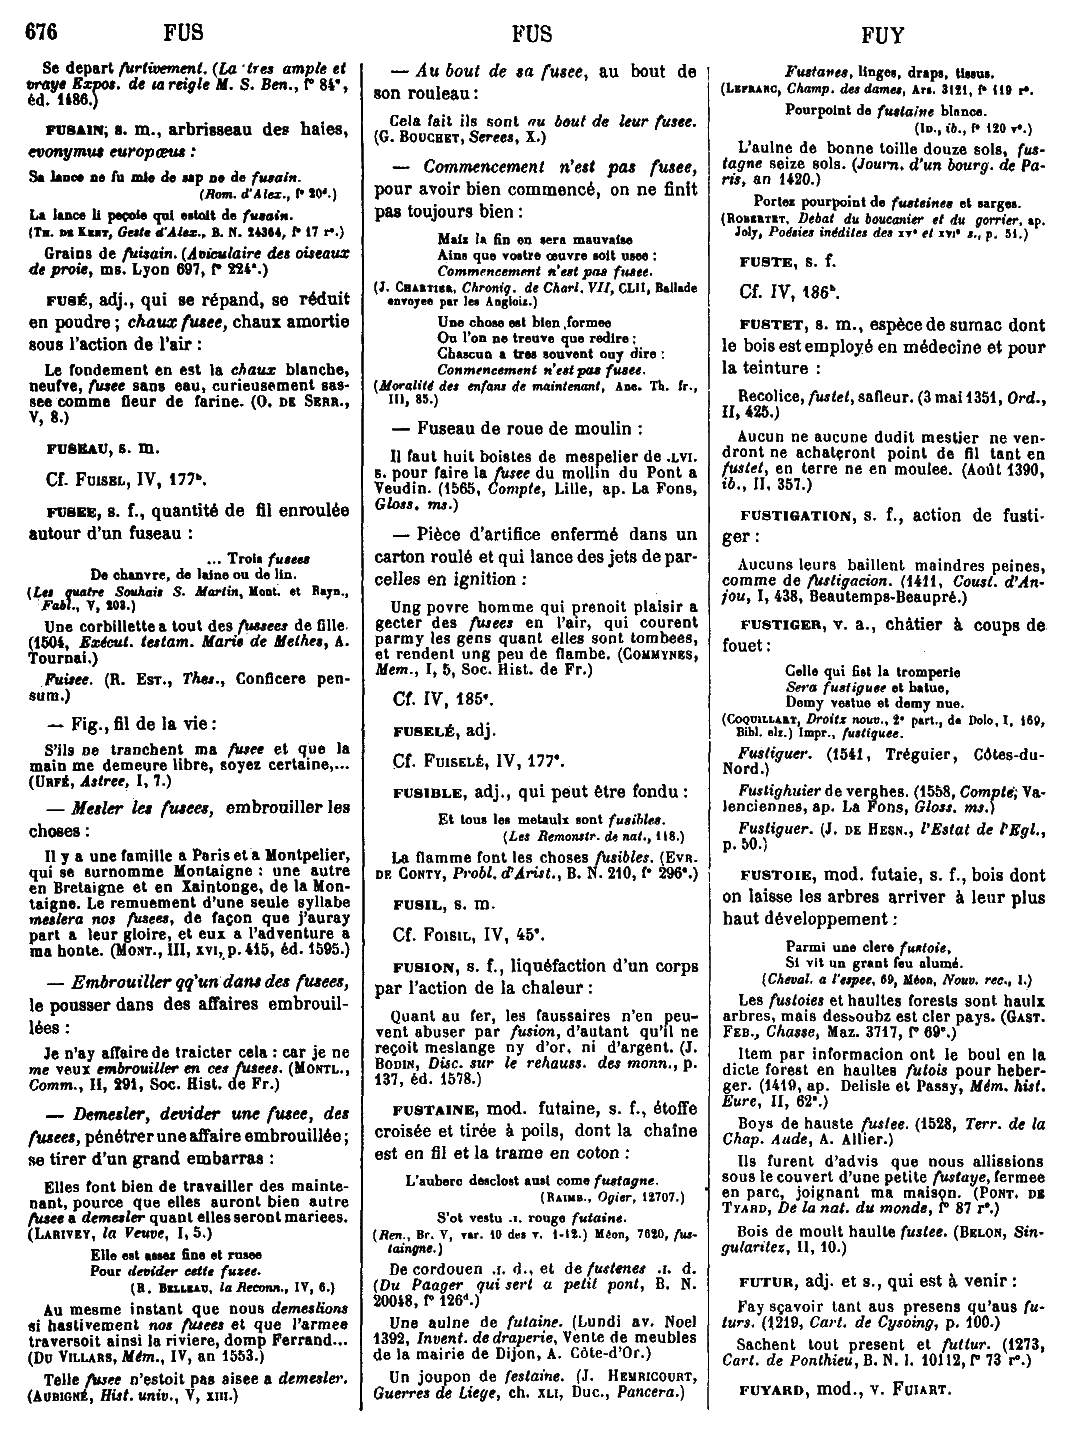 676 FUS FUS FUY
Se depart furtivement. (La tres ample et
vraye Expos. de la reigle M. S. Ben., f° 84ᵃ,
éd. 1486.)
FUSAIN, s. m., arbrisseau des haies,
evonymus europœus :
Sa lance ne fu mie de sap ne de fusain.
(Rom. d'Alex., f° 20ᵈ.)
La lance li peçoie qui estoit de fusain.
(TH. DE KENT, Geste d'Alex., B. N. 24364, f° 17 r°.)
Grains de fuisain. (Aviculaire des oiseaux
de proie, ms. Lyon 697, f° 224ᵃ.)
FUSÉ, adj., qui se répand, se réduit
en poudre ; chaux fusee, chaux amortie
sous l'action de l'air :
Le fondement en est la chaux blanche,
neufve, fusee sans eau, curieusement sas-
see comme fleur de farine. (O. DE SERR.,
V, 8.)
FUSEAU, s. m.
Cf. FUISEL, IV, 177ᵇ.
FUSEE, s. f., quantité de fil enroulée
autour d'un fuseau :
... Trois fusees
De chanvre, de laine ou de lin.
(Les quatre Souhais S. Martin, Mont. et Rayn.,
Fabl., V, 203.)
Une corbillette a tout des fussees de fille.
(1504, Exécut. testam. Marie de Methes, A.
Tournai.)
Fuisee. (R. EST., Thes., Conficere pen-
sum.)
— Fig., fil de la vie :
S'ils ne tranchent ma fusee et que la
main me demeure libre, soyez certaine,...
(URFÉ, Astree, I, 7.)
— Mesler les fusees, embrouiller les
choses :
Il y a une famille a Paris et a Montpelier,
qui se surnomme Montaigne : une autre
en Bretaigne et en Xaintonge, de la Mon-
taigne. Le remuement d'une seule syllabe
meslera nos fusees, de façon que j'auray
part a leur gloire, et eux a l'adventure a
ma honte. (MONT., III, XVI, p. 415, éd. 1595.)
— Embrouiller qq'un dans des fusees,
le pousser dans des affaires embrouil-
lées :
Je n'ay affaire de traicter cela : car je ne
me veux embrouiller en ces fusees. (MONTL.,
Comm., II, 291, Soc. Hist. de Fr.)
— Demesler, devider une fusee, des
fusees, pénétrer une affaire embrouillée ;
se tirer d'un grand embarras :
Elles font bien de travailler des mainte-
nant, pource que elles auront bien autre
fusee a demesler quant elles seront mariees.
(LARIVEY, la Veuve, I, 5.)
Elle est assez fine et rusee
Pour devider cette fuzee.
(R. BELLEAU, la Reconn., IV, 6.)
Au mesme instant que nous demeslions
si hastivement nos fusees et que l'armee
traversoit ainsi la riviere, domp Ferrand...
(DU VILLARS, Mém., IV, an 1553.)
Telle fusee n'estoit pas aisee a demesler.
(AUBIGNÉ, Hist. univ., V, XIII.)
— Au bout de sa fusee, au bout de
son rouleau :
Cela fait ils sont au bout de leur fusee.
(G. BOUCHET, Serees, X.)
— Commencement n'est pas fusee,
pour avoir bien commencé, on ne finit
pas toujours bien :
Maiz la fin en sera mauvaise
Ains que vostre œuvre soit usee :
Commencement n'est pas fusee.
(J. CHARTIER, Chroniq. de Charl. VII, CLII, Ballade
envoyee par les Anglois.)
Une chose est bien formee
Ou l'on ne treuve que redire ;
Chascun a tres souvent ouy dire :
Conmencement n'est pas fusee.
(Moralité des enfans de maintenant, Anc. Th. fr.,
III, 85.)
— Fuseau de roue de moulin :
Il faut huit boistes de mespelier de .LVI.
s. pour faire la fusee du mollin du Pont a
Veudin. (1565, Compte, Lille, ap. La Fons,
Gloss. ms.)
— Pièce d'artifice enfermé dans un
carton roulé et qui lance des jets de par-
celles en ignition :
Ung povre homme qui prenoit plaisir a
gecter des fusees en l'air, qui courent
parmy les gens quant elles sont tombees,
et rendent ung peu de flambe. (COMMYNES,
Mem., I, 5, Soc. Hist. de Fr.)
Cf. IV, 185ᵉ.
FUSELÉ, adj.
Cf. FUISELÉ, IV, 177ᵉ.
FUSIBLE, adj., qui peut être fondu :
Et tous les metaulx sont fusibles.
(Les Remonstr. de nat., 118.)
La flamme font les choses fusibles. (EVR.
DE CONTY, Probl. d'Arist., B. N. 210, f° 296ᵃ.)
FUSIL, s. m.
Cf. FOISIL, IV, 45ᵉ.
FUSION, s. f., liquéfaction d'un corps
par l'action de la chaleur :
Quant au fer, les faussaires n'en peu-
vent abuser par fusion, d'autant qu'il ne
reçoit meslange ny d'or, ni d'argent. (J.
BODIN, Disc. sur le rehauss. des monn., p.
137, éd. 1578.)
FUSTAINE, mod. futaine, s. f., étoffe
croisée et tirée à poils, dont la chaîne
est en fil et la trame en coton :
L'aubero desclost ausi come fustagne.
(RAIMB., Ogier, 12707.)
S'ot vestu .I. rouge futaine.
(Ren., Br. V, var. 10 des v. 1-12.) Méon, 7620, fus-
taingne.)
De cordouen .I. d., et de fustenes .I. d.
(Du Paager qui sert a petit pont, B. N.
20048, f° 126ᵈ.)
Une aulne de futaine. (Lundi av. Noel
1392, Invent. de draperie, Vente de meubles
de la mairie de Dijon, A. Côte-d'Or.)
Un joupon de festaine. (J. HEMRICOURT,
Guerres de Liege, ch. XLI, Duc., Pancera.)
Fustanes, linges, draps, tissus.
(LEFRANC, Champ. des dames, Ars. 3121, f° 119 r°.
Pourpoint de fustaine blance.
(ID., ib., f° 120 v°.)
L'aulne de bonne toille douze sols, fus-
tagne seize sols. (Journ. d'un bourg. de Pa-
ris, an 1420.)
Portez pourpoint de fusteines et sarges.
(ROBERTET, Debat du boucanier et du gorrier, ap.
Joly, Poésies inédites des XVᵉ et XVIᵉ s., p. 51.)
FUSTE, s. f.
Cf. IV, 186ᵇ.
FUSTET, s. m., espèce de sumac dont
le bois est employé en médecine et pour
la teinture :
Recolice, fustet, safleur. (3 mai 1351, Ord.,
II, 425.)
Aucun ne aucune dudit mestier ne ven-
dront ne achateront point de fil tant en
fustet, en terre ne en moulee. (Août 1390,
ib., II, 357.)
FUSTIGATION, s. f., action de fusti-
ger :
Aucuns leurs baillent maindres peines,
comme de fustigacion. (1411, Coust. d'An-
jou, I, 438, Beautemps-Beaupré.)
FUSTIGER, v. a., châtier à coups de
fouet :
Celle qui fist la tromperie
Sera fustiguee et batue,
Demy vestue et demy nue.
(COQUILLART, Droitz nouv., 2ᵉ part., de Dolo, I, 169,
Bibl. elz.) Impr., fustiquee.
Fustiguer. (1541, Tréguier, Côtes-du-
Nord.)
Fustighuier de verghes. (1558, Compte, Va-
lenciennes, ap. La Fons, Gloss. ms.)
Fustiguer. (J. DE HESN., l'Estat de l'Egl.,
p. 50.)
FUSTOIE, mod. futaie, s. f., bois dont
on laisse les arbres arriver à leur plus
haut développement :
Parmi une clere fustoie,
Si vit un grant feu alumé.
(Cheval. a l'espee, 69, Méon, Nouv. rec., I.)
Les fustoies et haultes forests sont haulx
arbres, mais dessoubz est cler pays. (GAST.
FEB., Chasse, Maz. 3717, f° 69ᵉ.)
Item par informacion ont le boul en la
dicte forest en haultes futois pour heber-
ger. (1419, ap. Delisle et Passy, Mém. hist.
Eure, II, 62ᵃ.)
Boys de hauste fustee. (1528, Terr. de la
Chap. Aude, A. Allier.)
Ils furent d'advis que nous allissions
sous le couvert d'une petite fustaye, fermee
en parc, joignant ma maison. (PONT. DE
TYARD, De la nat. du monde, f° 87 r°.)
Bois de moult haulte fustee. (BELON, Sin-
gularitez, II, 10.)
FUTUR, adj. et s., qui est à venir :
Fay sçavoir tant aus presens qu'aus fu-
turs. (1219, Cart. de Cysoing, p. 100.)
Sachent tout present et futtur. (1273,
Cart. de Ponthieu, B. N. l. 10112, f° 73 r°.)
FUYARD, mod., v. FUIART.